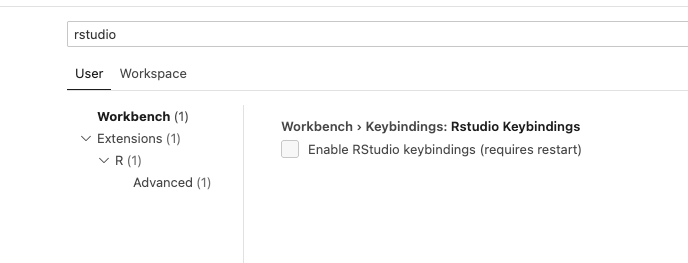 rstudio
User Workspace
Workbench (1)
Extensions (1)
R (1)
Advanced (1)
Workbench › Keybindings: Rstudio Keybindings
Enable RStudio keybindings (requires restart)